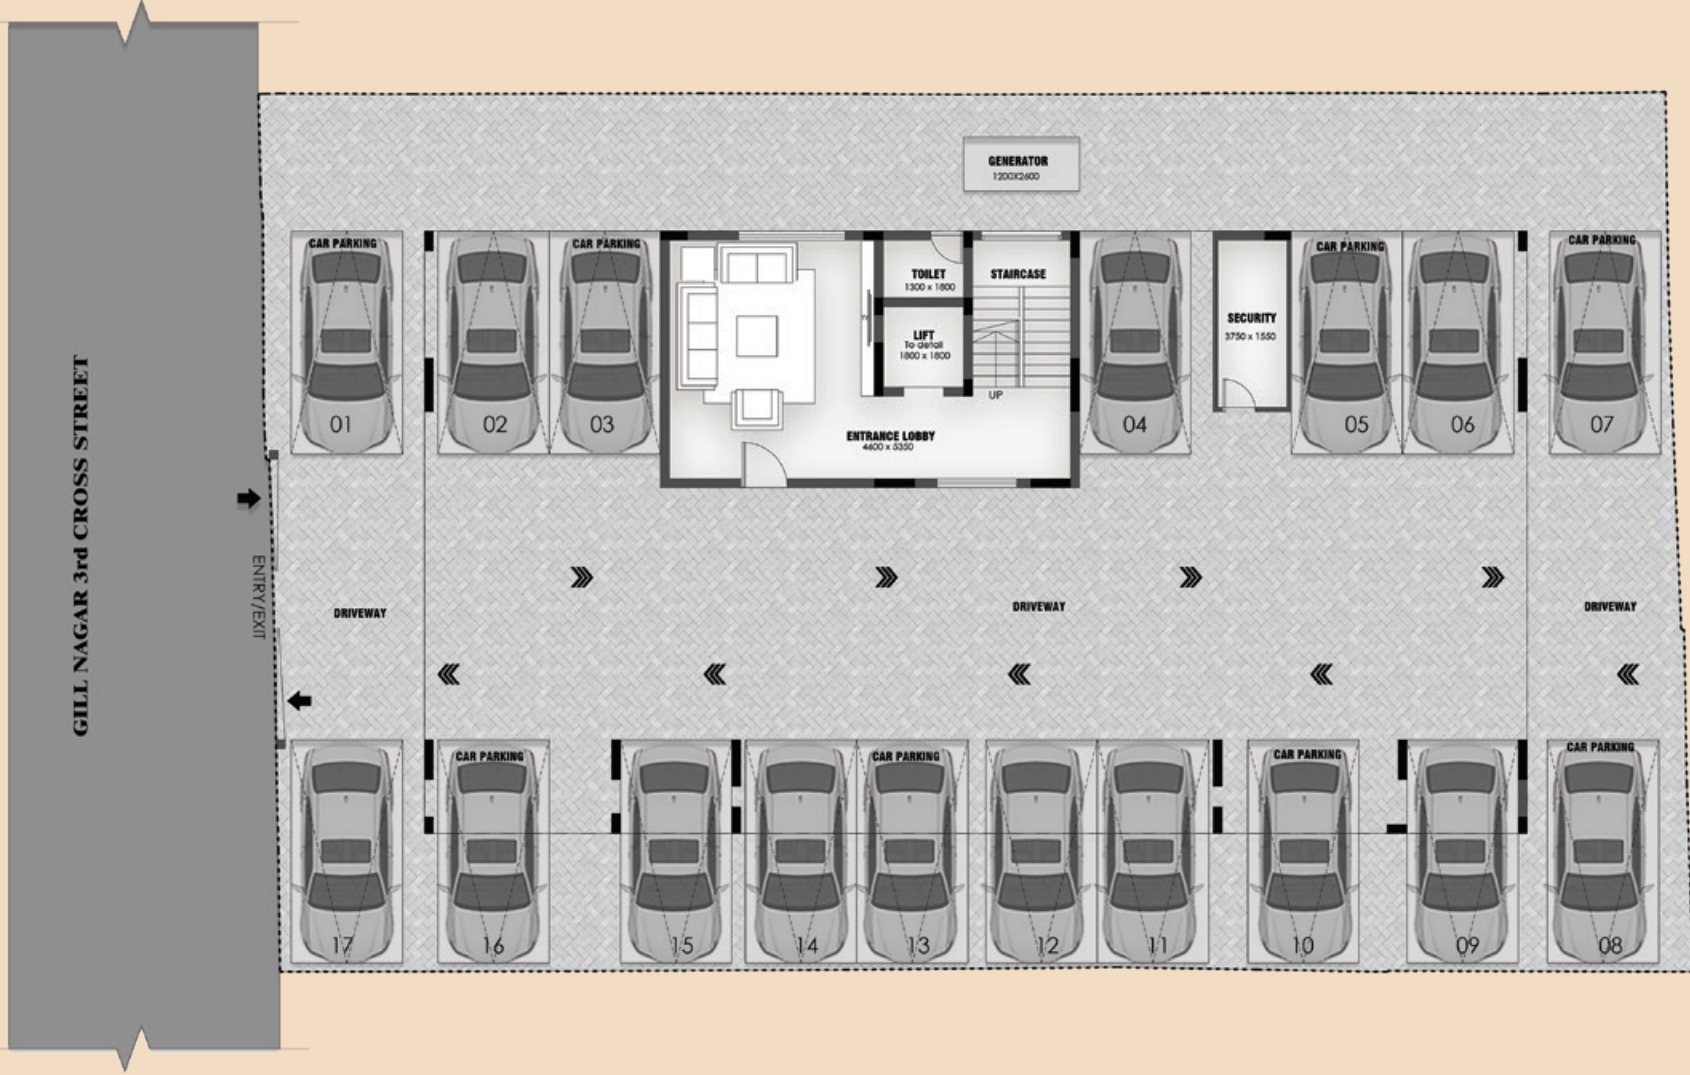 GILL NAGAR 3rd CROSS STREET
ENTRY/EXIT
GENERATOR
1200X2600
CAR PARKING
CAR PARKING
CAR PARKING
CAR PARKING
01
02
03
TOILET
1300 x 1800
STAIRCASE
LIFT
To detail
1800 x 1800
UP
ENTRANCE LOBBY
4600 x 5350
04
SECURITY
3750 x 1550
05
06
07
DRIVEWAY
DRIVEWAY
DRIVEWAY
CAR PARKING
CAR PARKING
CAR PARKING
CAR PARKING
17
16
15
14
13
12
11
10
09
08